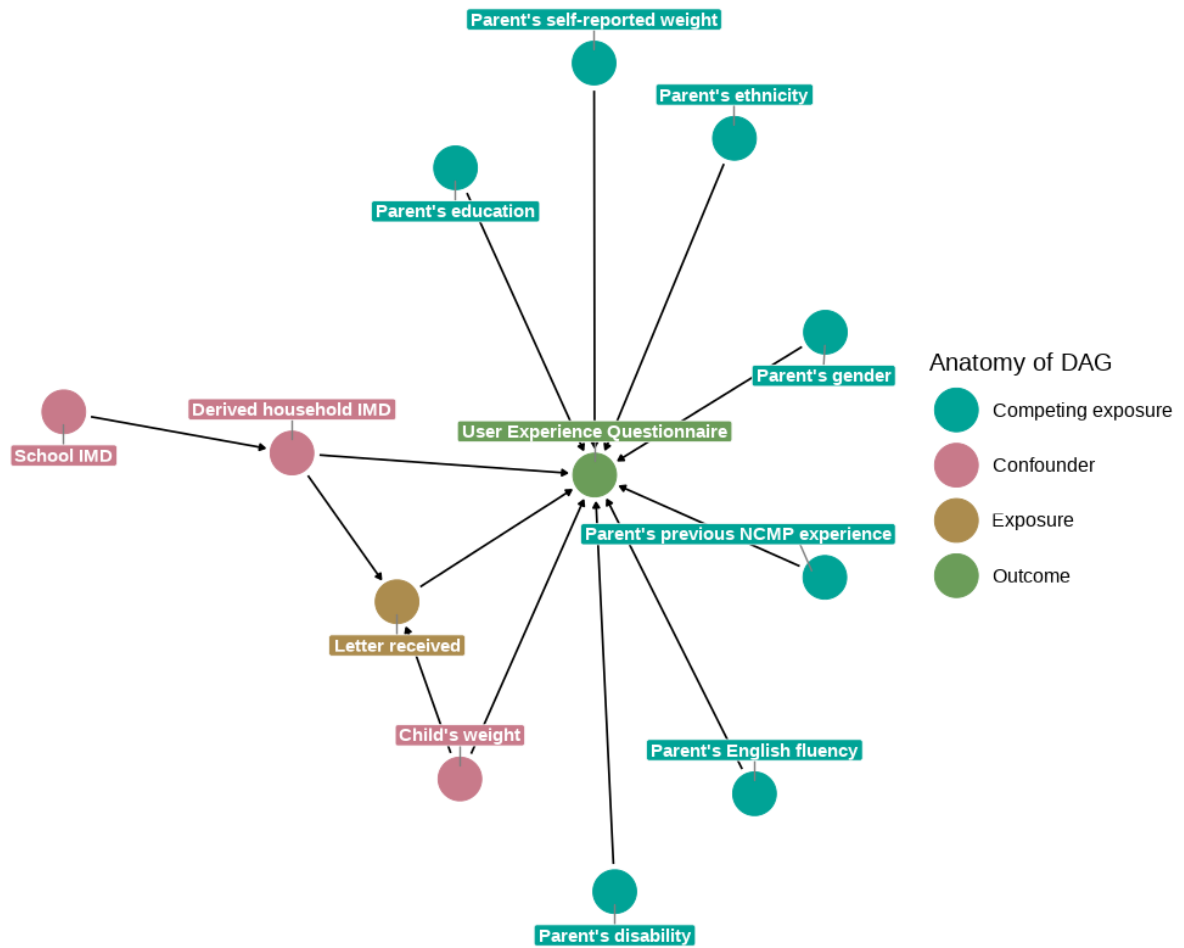 Parent's self-reported weight
Parent's ethnicity
Parent's education
Parent's gender
Anatomy of DAG
Competing exposure
Confounder
Exposure
Outcome
Derived household IMD
School IMD
User Experience Questionnaire
Parent's previous NCMP experience
Letter received
Child's weight
Parent's English fluency
Parent's disability